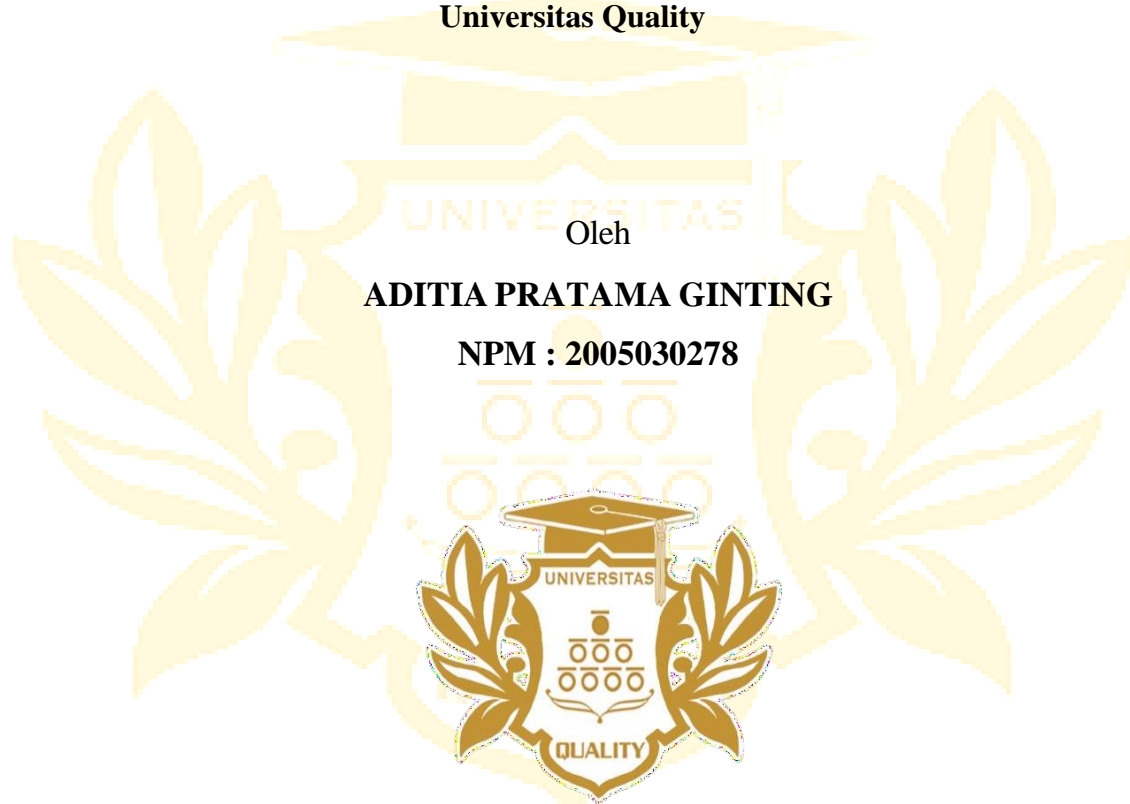 Universitas Quality
UNIVERSITAS
Oleh
ADITIA PRATAMA GINTING
NPM : 2005030278
UNIVERSITAS
QUALITY